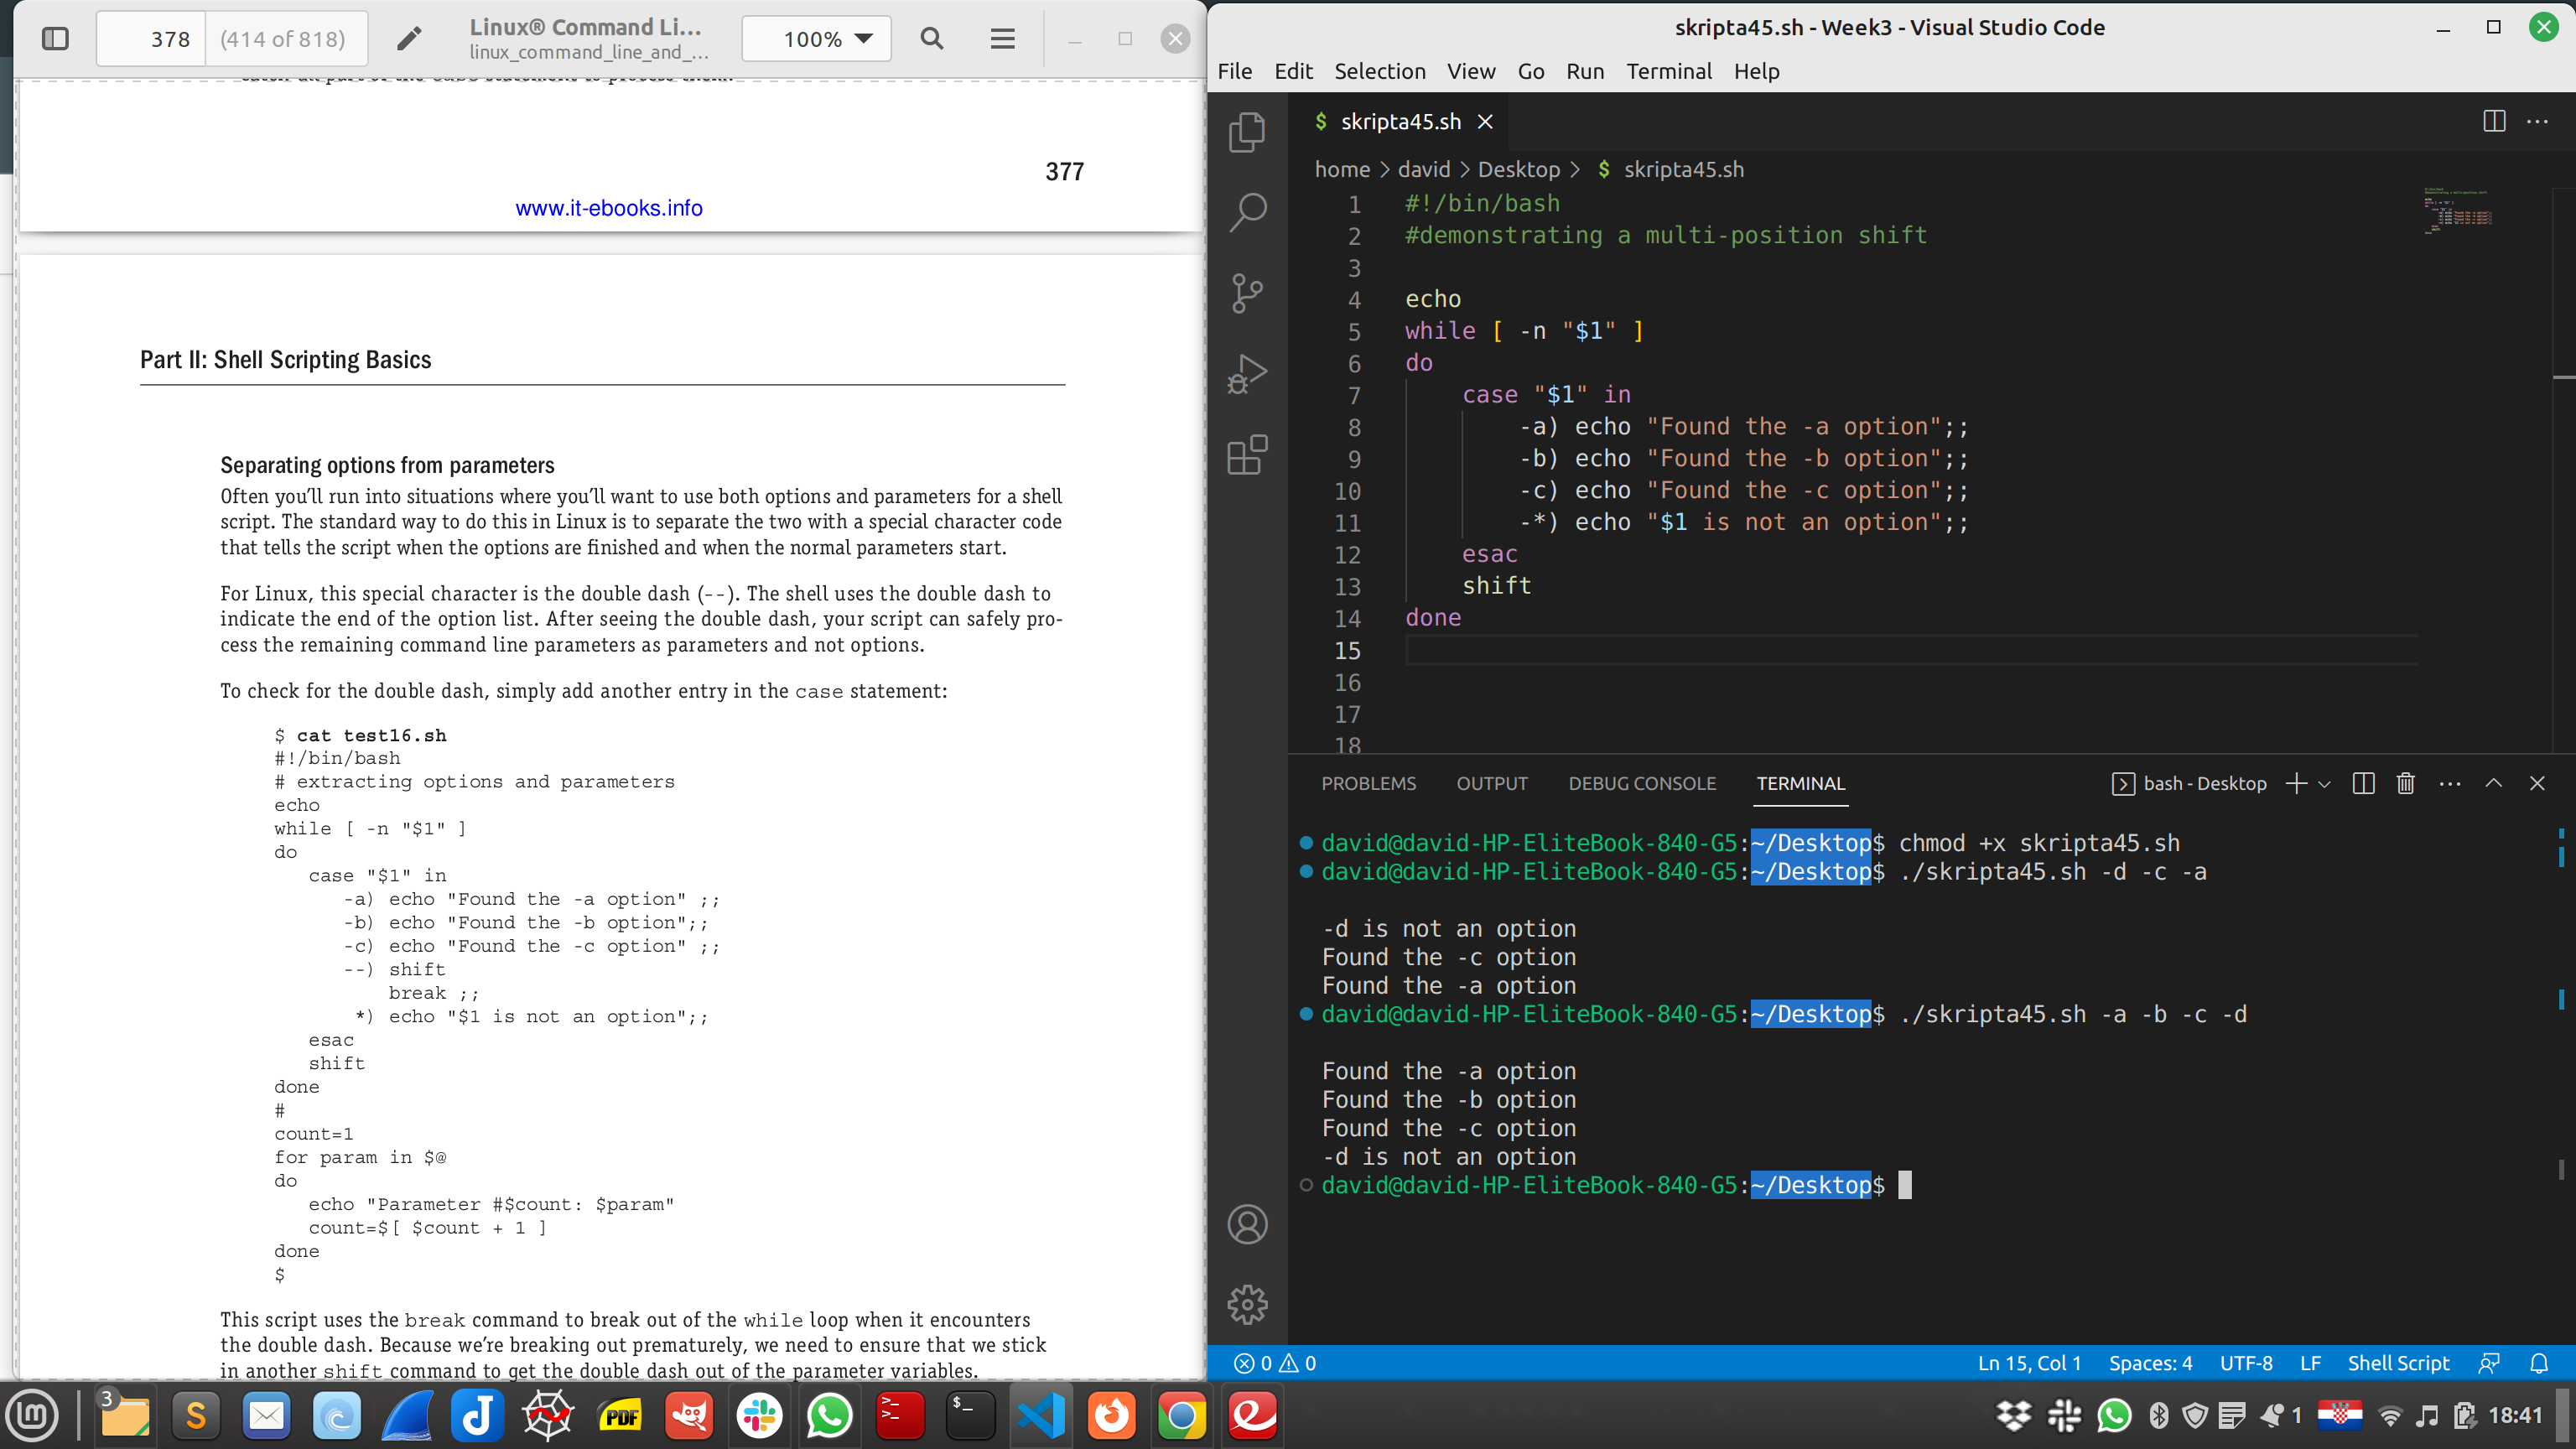 378
(414 of 818)
Linux® Command Li...
linux_command_line_and_...
100%
catch-all part of the case statement to process them.
377
www.it-ebooks.info
Part II: Shell Scripting Basics
Separating options from parameters
Often you'll run into situations where you'll want to use both options and parameters for a shell
script. The standard way to do this in Linux is to separate the two with a special character code
that tells the script when the options are finished and when the normal parameters start.
For Linux, this special character is the double dash (--). The shell uses the double dash to
indicate the end of the option list. After seeing the double dash, your script can safely pro-
cess the remaining command line parameters as parameters and not options.
To check for the double dash, simply add another entry in the case statement:
$ cat test16.sh
#!/bin/bash
# extracting options and parameters
echo
while [ -n "$1" ]
do
case "$1" in
-a) echo "Found the -a option" ;;
-b) echo "Found the -b option";;
-c) echo "Found the -c option" ;;
--) shift
break ;;
*) echo "$1 is not an option";;
esac
shift
done
#
count=1
for param in $@
do
echo "Parameter #$count: $param"
count=$[ $count + 1 ]
done
$
This script uses the break command to break out of the while loop when it encounters
the double dash. Because we're breaking out prematurely, we need to ensure that we stick
in another shift command to get the double dash out of the parameter variables.
skripta45.sh - Week3 - Visual Studio Code
File Edit Selection View Go Run Terminal Help
$ skripta45.sh
home > david > Desktop > $ skripta45.sh
1 #!/bin/bash
2 #demonstrating a multi-position shift
3
4 echo
5 while [ -n "$1" ]
6 do
7 case "$1" in
8 -a) echo "Found the -a option";;
9 -b) echo "Found the -b option";;
10 -c) echo "Found the -c option";;
11 -*) echo "$1 is not an option";;
12 esac
13 shift
14 done
15
16
17
18
PROBLEMS OUTPUT DEBUG CONSOLE TERMINAL bash - Desktop
david@david-HP-EliteBook-840-G5:~/Desktop$ chmod +x skripta45.sh
david@david-HP-EliteBook-840-G5:~/Desktop$ ./skripta45.sh -d -c -a
-d is not an option
Found the -c option
Found the -a option
david@david-HP-EliteBook-840-G5:~/Desktop$ ./skripta45.sh -a -b -c -d
Found the -a option
Found the -b option
Found the -c option
-d is not an option
david@david-HP-EliteBook-840-G5:~/Desktop$
0 0 Ln 15, Col 1 Spaces: 4 UTF-8 LF Shell Script
3 S PDF $_ 1 18:41